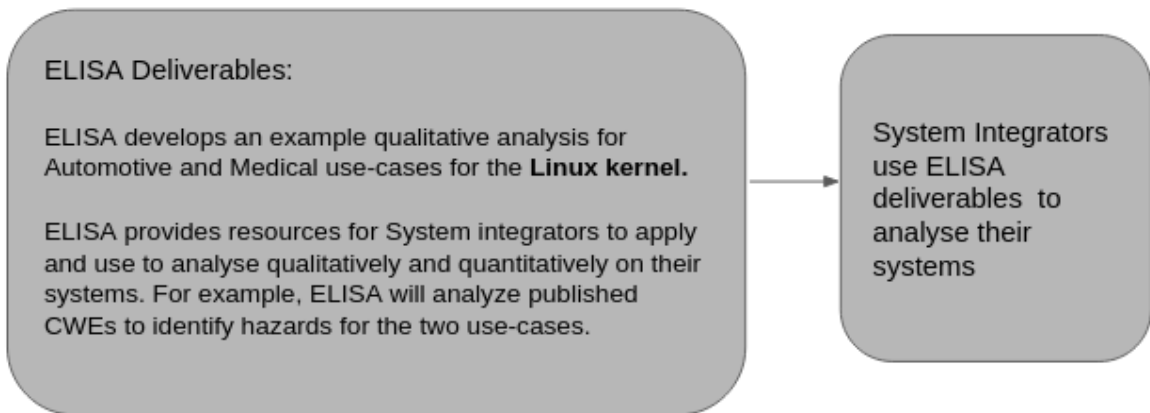 ELISA Deliverables:
ELISA develops an example qualitative analysis for
Automotive and Medical use-cases for the Linux kernel.
ELISA provides resources for System integrators to apply
and use to analyse qualitatively and quantitatively on their
systems. For example, ELISA will analyze published
CWEs to identify hazards for the two use-cases.
System Integrators
use ELISA
deliverables to
analyse their
systems